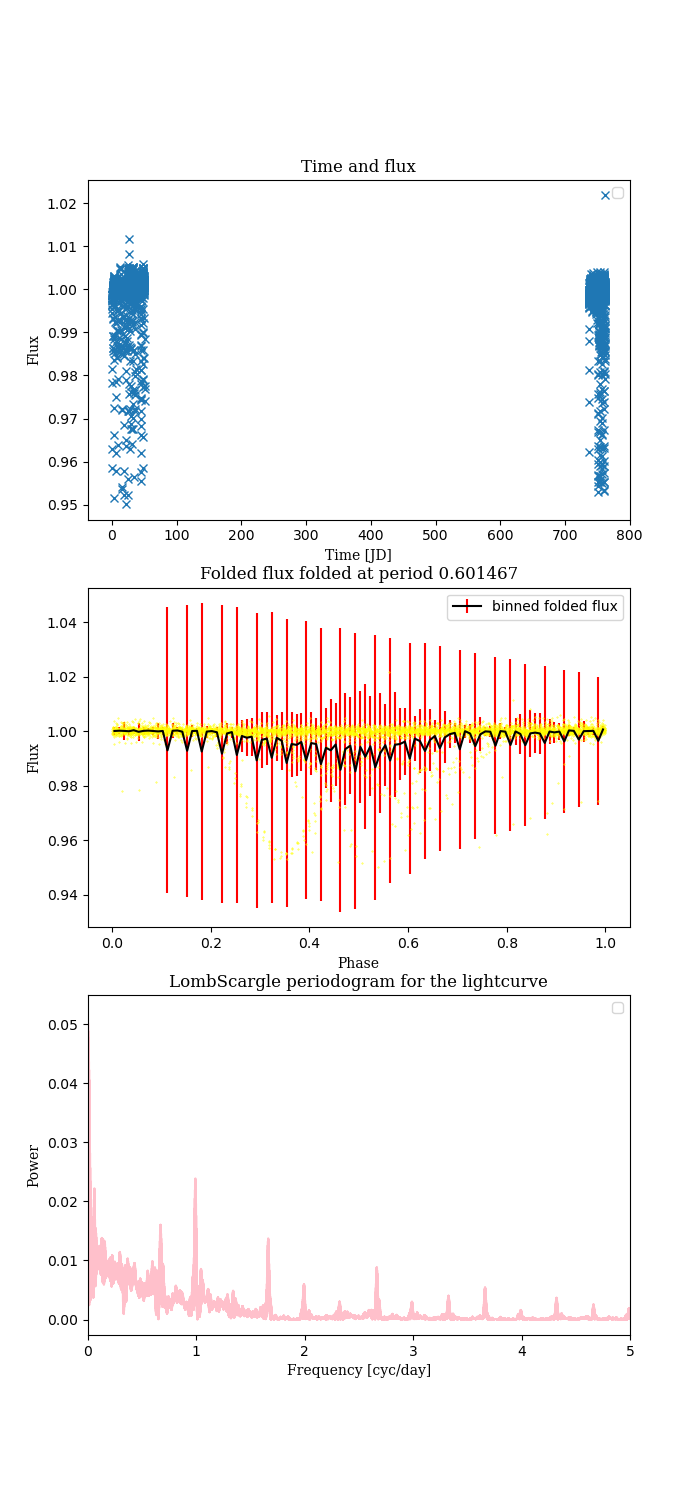 Time and flux
1.02
1.01
1.00
0.99
0.98
0.97
0.96
0.95
Flux
0 100 200 300 400 500 600 700 800
Time [JD]
Folded flux folded at period 0.601467
binned folded flux
1.04
1.02
1.00
0.98
0.96
0.94
Flux
0.0 0.2 0.4 0.6 0.8 1.0
Phase
LombScargle periodogram for the lightcurve
0.05
0.04
0.03
0.02
0.01
0.00
Power
0 1 2 3 4 5
Frequency [cyc/day]